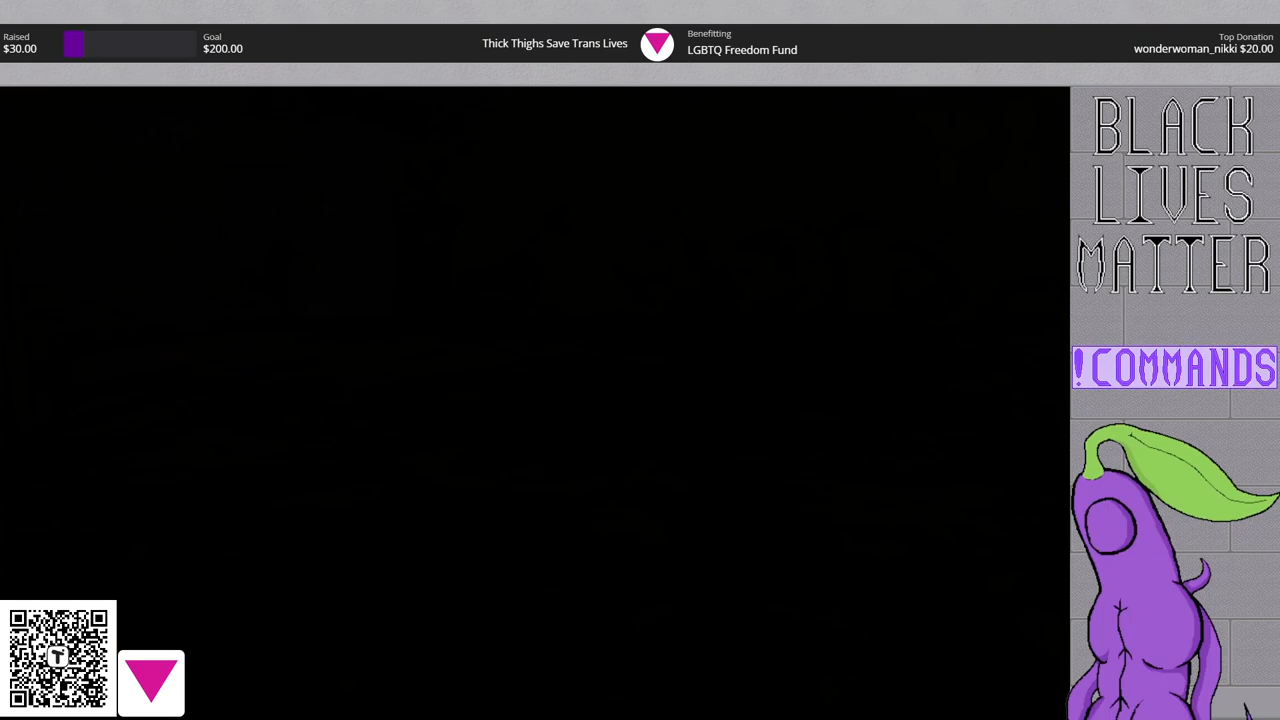 Raised
$30.00
Goal
$200.00
Thick Thighs Save Trans Lives
Benefitting
LGBTQ Freedom Fund
Top Donation
wonderwoman_nikki $20.00
BLACK
LIVES
MATTER
!COMMANDS
T